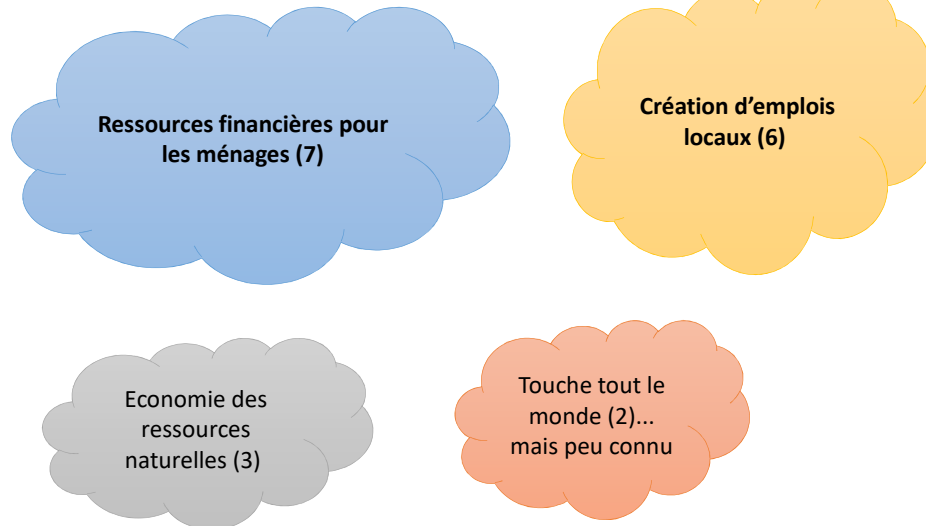 Ressources financières pour
les ménages (7)
Création d’emplois
locaux (6)
Economie des
ressources
naturelles (3)
Touche tout le
monde (2)...
mais peu connu